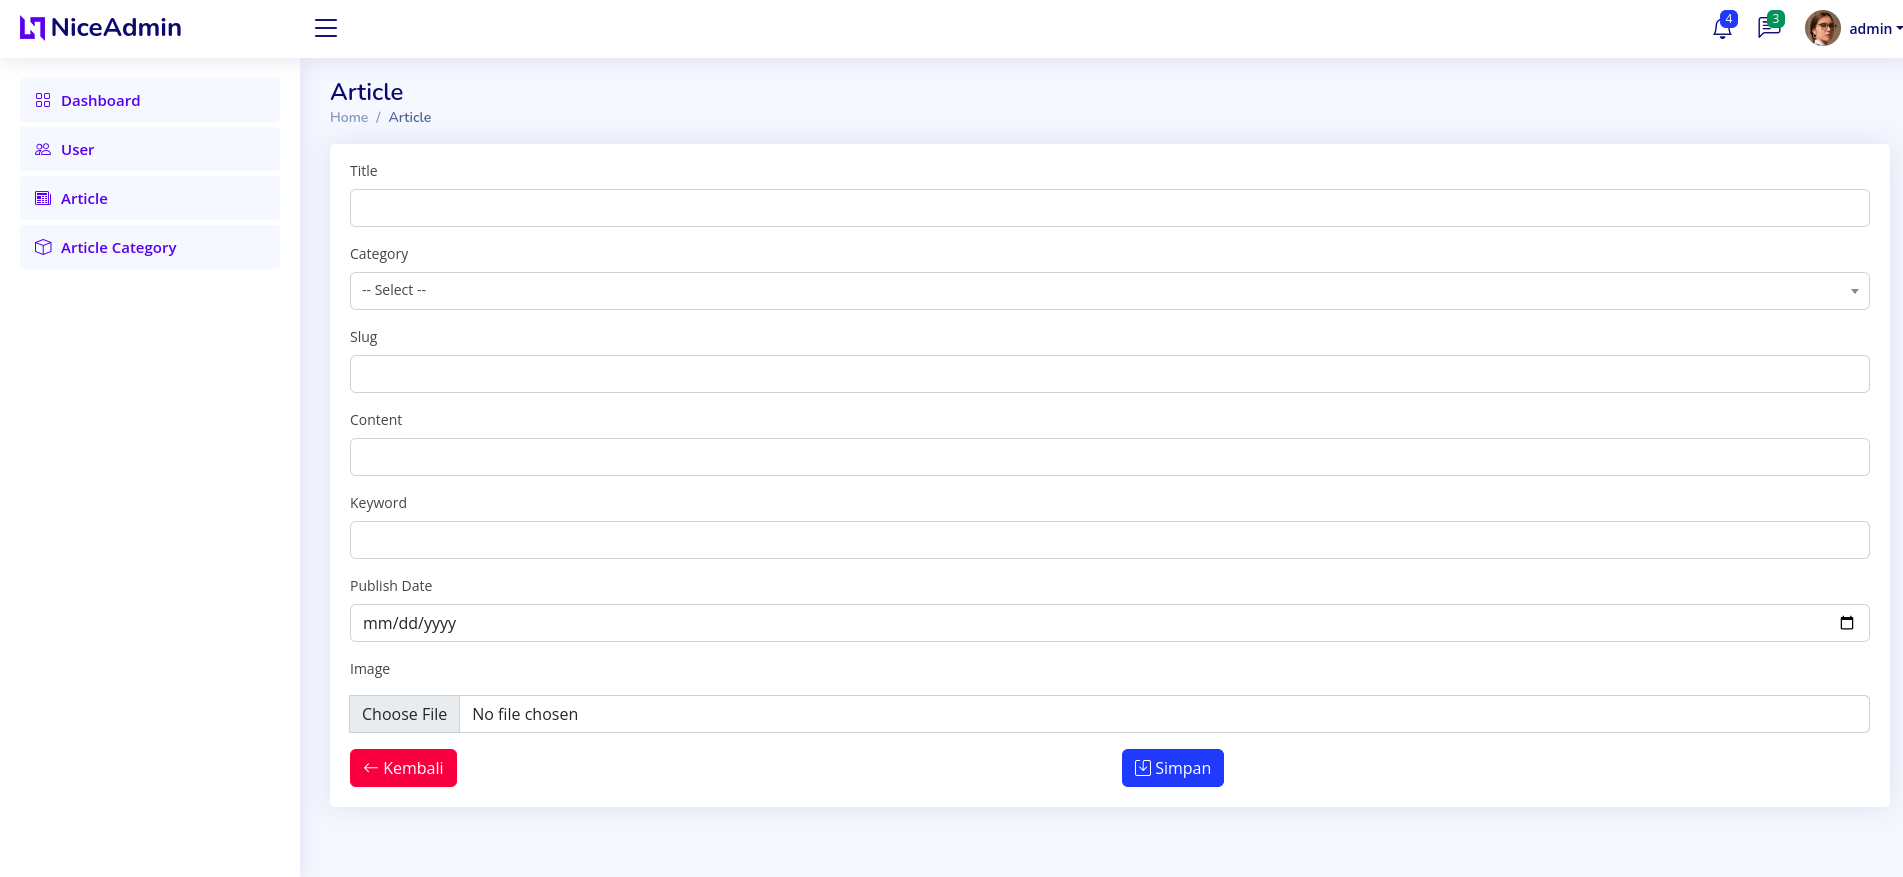 NiceAdmin
4
3
admin
Dashboard
User
Article
Article Category
Article
Home / Article
Title
Category
-- Select --
Slug
Content
Keyword
Publish Date
mm/dd/yyyy
Image
Choose File No file chosen
Kembali
Simpan